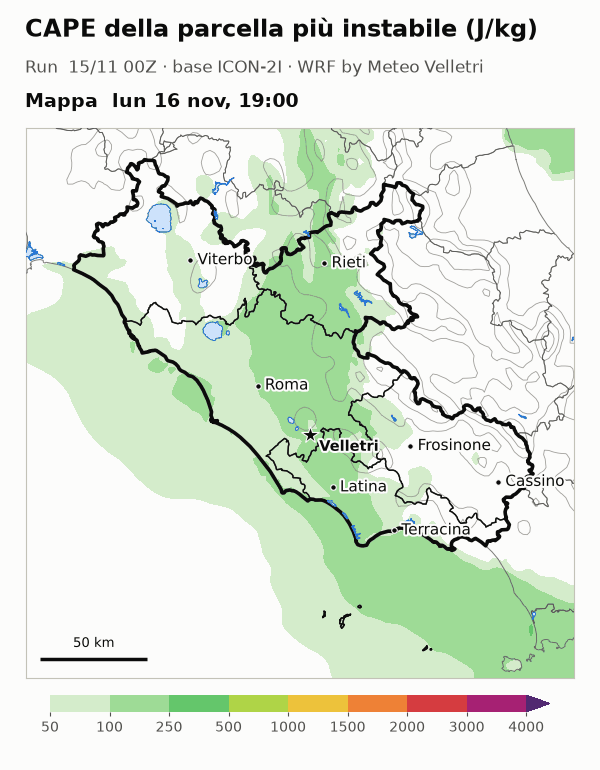 CAPE della parcella più instabile (J/kg)
Run  15/11 00Z · base ICON-2I · WRF by Meteo Velletri
Mappa  lun 16 nov, 19:00
Viterbo
Rieti
Roma
Velletri
Frosinone
Latina
Cassino
Terracina
50 km
50 100 250 500 1000 1500 2000 3000 4000